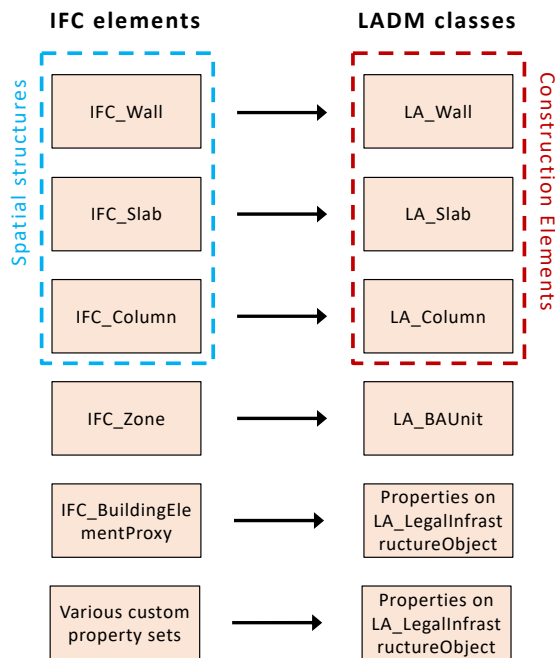 IFC elements
LADM classes
Spatial structures
Construction Elements
IFC_Wall
LA_Wall
IFC_Slab
LA_Slab
IFC_Column
LA_Column
IFC_Zone
LA_BAUnit
IFC_BuildingEle
mentProxy
Properties on
LA_LegalInfrast
ructureObject
Various custom
property sets
Properties on
LA_LegalInfrast
ructureObject